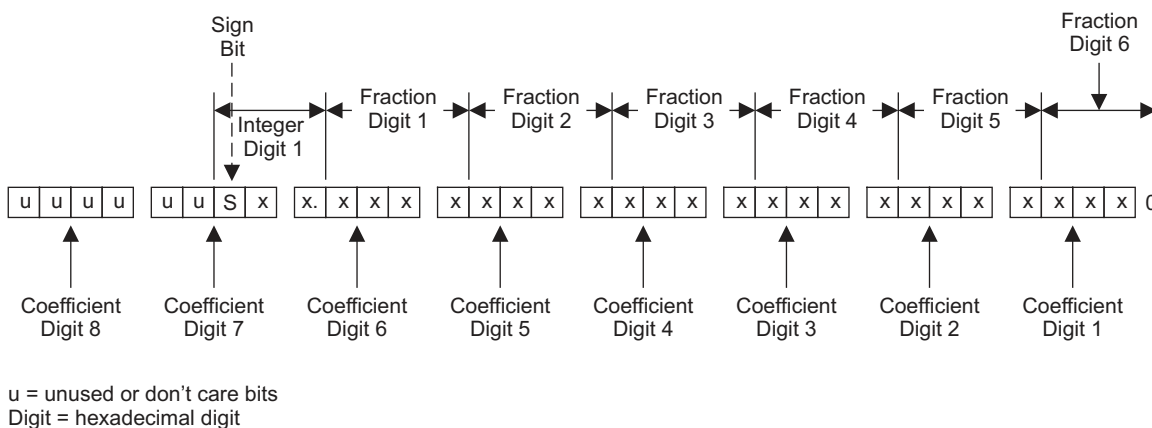 Sign
Bit
Fraction
Digit 6
Integer
Digit 1
Fraction
Digit 1
Fraction
Digit 2
Fraction
Digit 3
Fraction
Digit 4
Fraction
Digit 5
u u u u u u S x x. x x x x x x x x x x x x x x x x x x x x x x x 0
Coefficient
Digit 8
Coefficient
Digit 7
Coefficient
Digit 6
Coefficient
Digit 5
Coefficient
Digit 4
Coefficient
Digit 3
Coefficient
Digit 2
Coefficient
Digit 1
u = unused or don’t care bits
Digit = hexadecimal digit